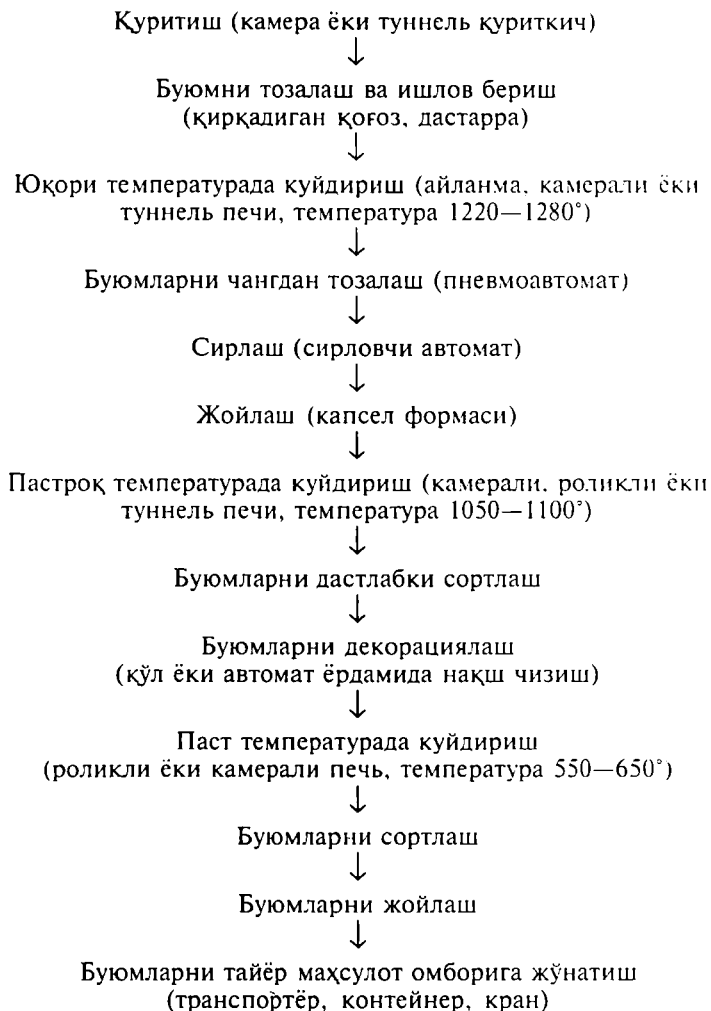 Қуритиш (камера ёки туннель қуриткич)
↓
Буюмни тозалаш ва ишлов бериш
(қирқадиган қоғоз, дастарра)
↓
Юқори температурада куйдириш (айланма, камерали ёки
туннель печи, температура 1220—1280°)
↓
Буюмларни чангдан тозалаш (пневмоавтомат)
↓
Сирлаш (сирловчи автомат)
↓
Жойлаш (капсел формаси)
↓
Пастроқ температурада куйдириш (камерали, роликли ёки
туннель печи, температура 1050—1100°)
↓
Буюмларни дастлабки сортлаш
↓
Буюмларни декорациялаш
(қўл ёки автомат ёрдамида нақш чизиш)
↓
Паст температурада куйдириш
(роликли ёки камерали печь, температура 550—650°)
↓
Буюмларни сортлаш
↓
Буюмларни жойлаш
↓
Буюмларни тайёр маҳсулот омборига жўнатиш
(транспортёр, контейнер, кран)